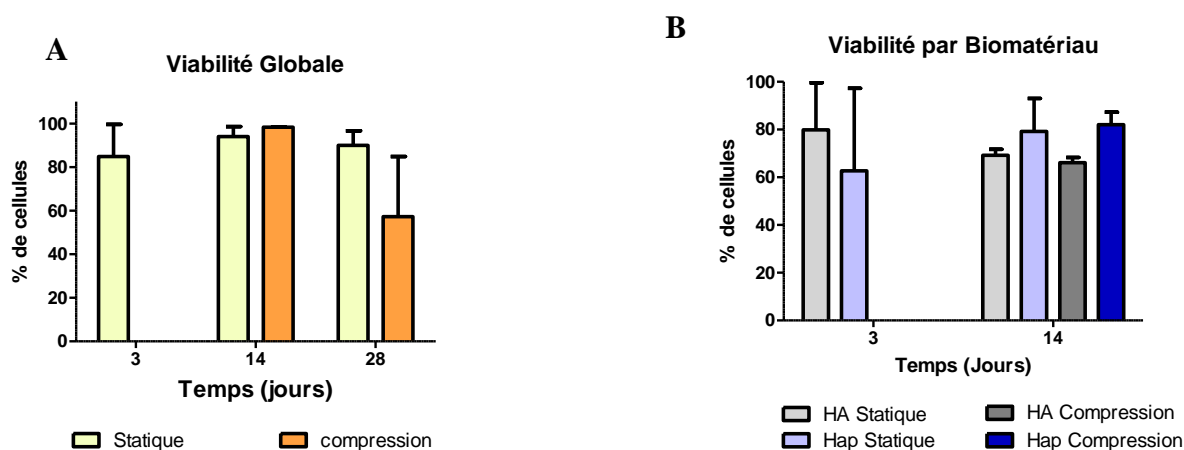 A
Viabilité Globale
% de cellules
100
80
60
40
20
0
3
14
28
Temps (jours)
Statique
compression
B
Viabilité par Biomatériau
% de cellules
100
80
60
40
20
0
3
14
Temps (Jours)
HA Statique
HA Compression
Hap Statique
Hap Compression